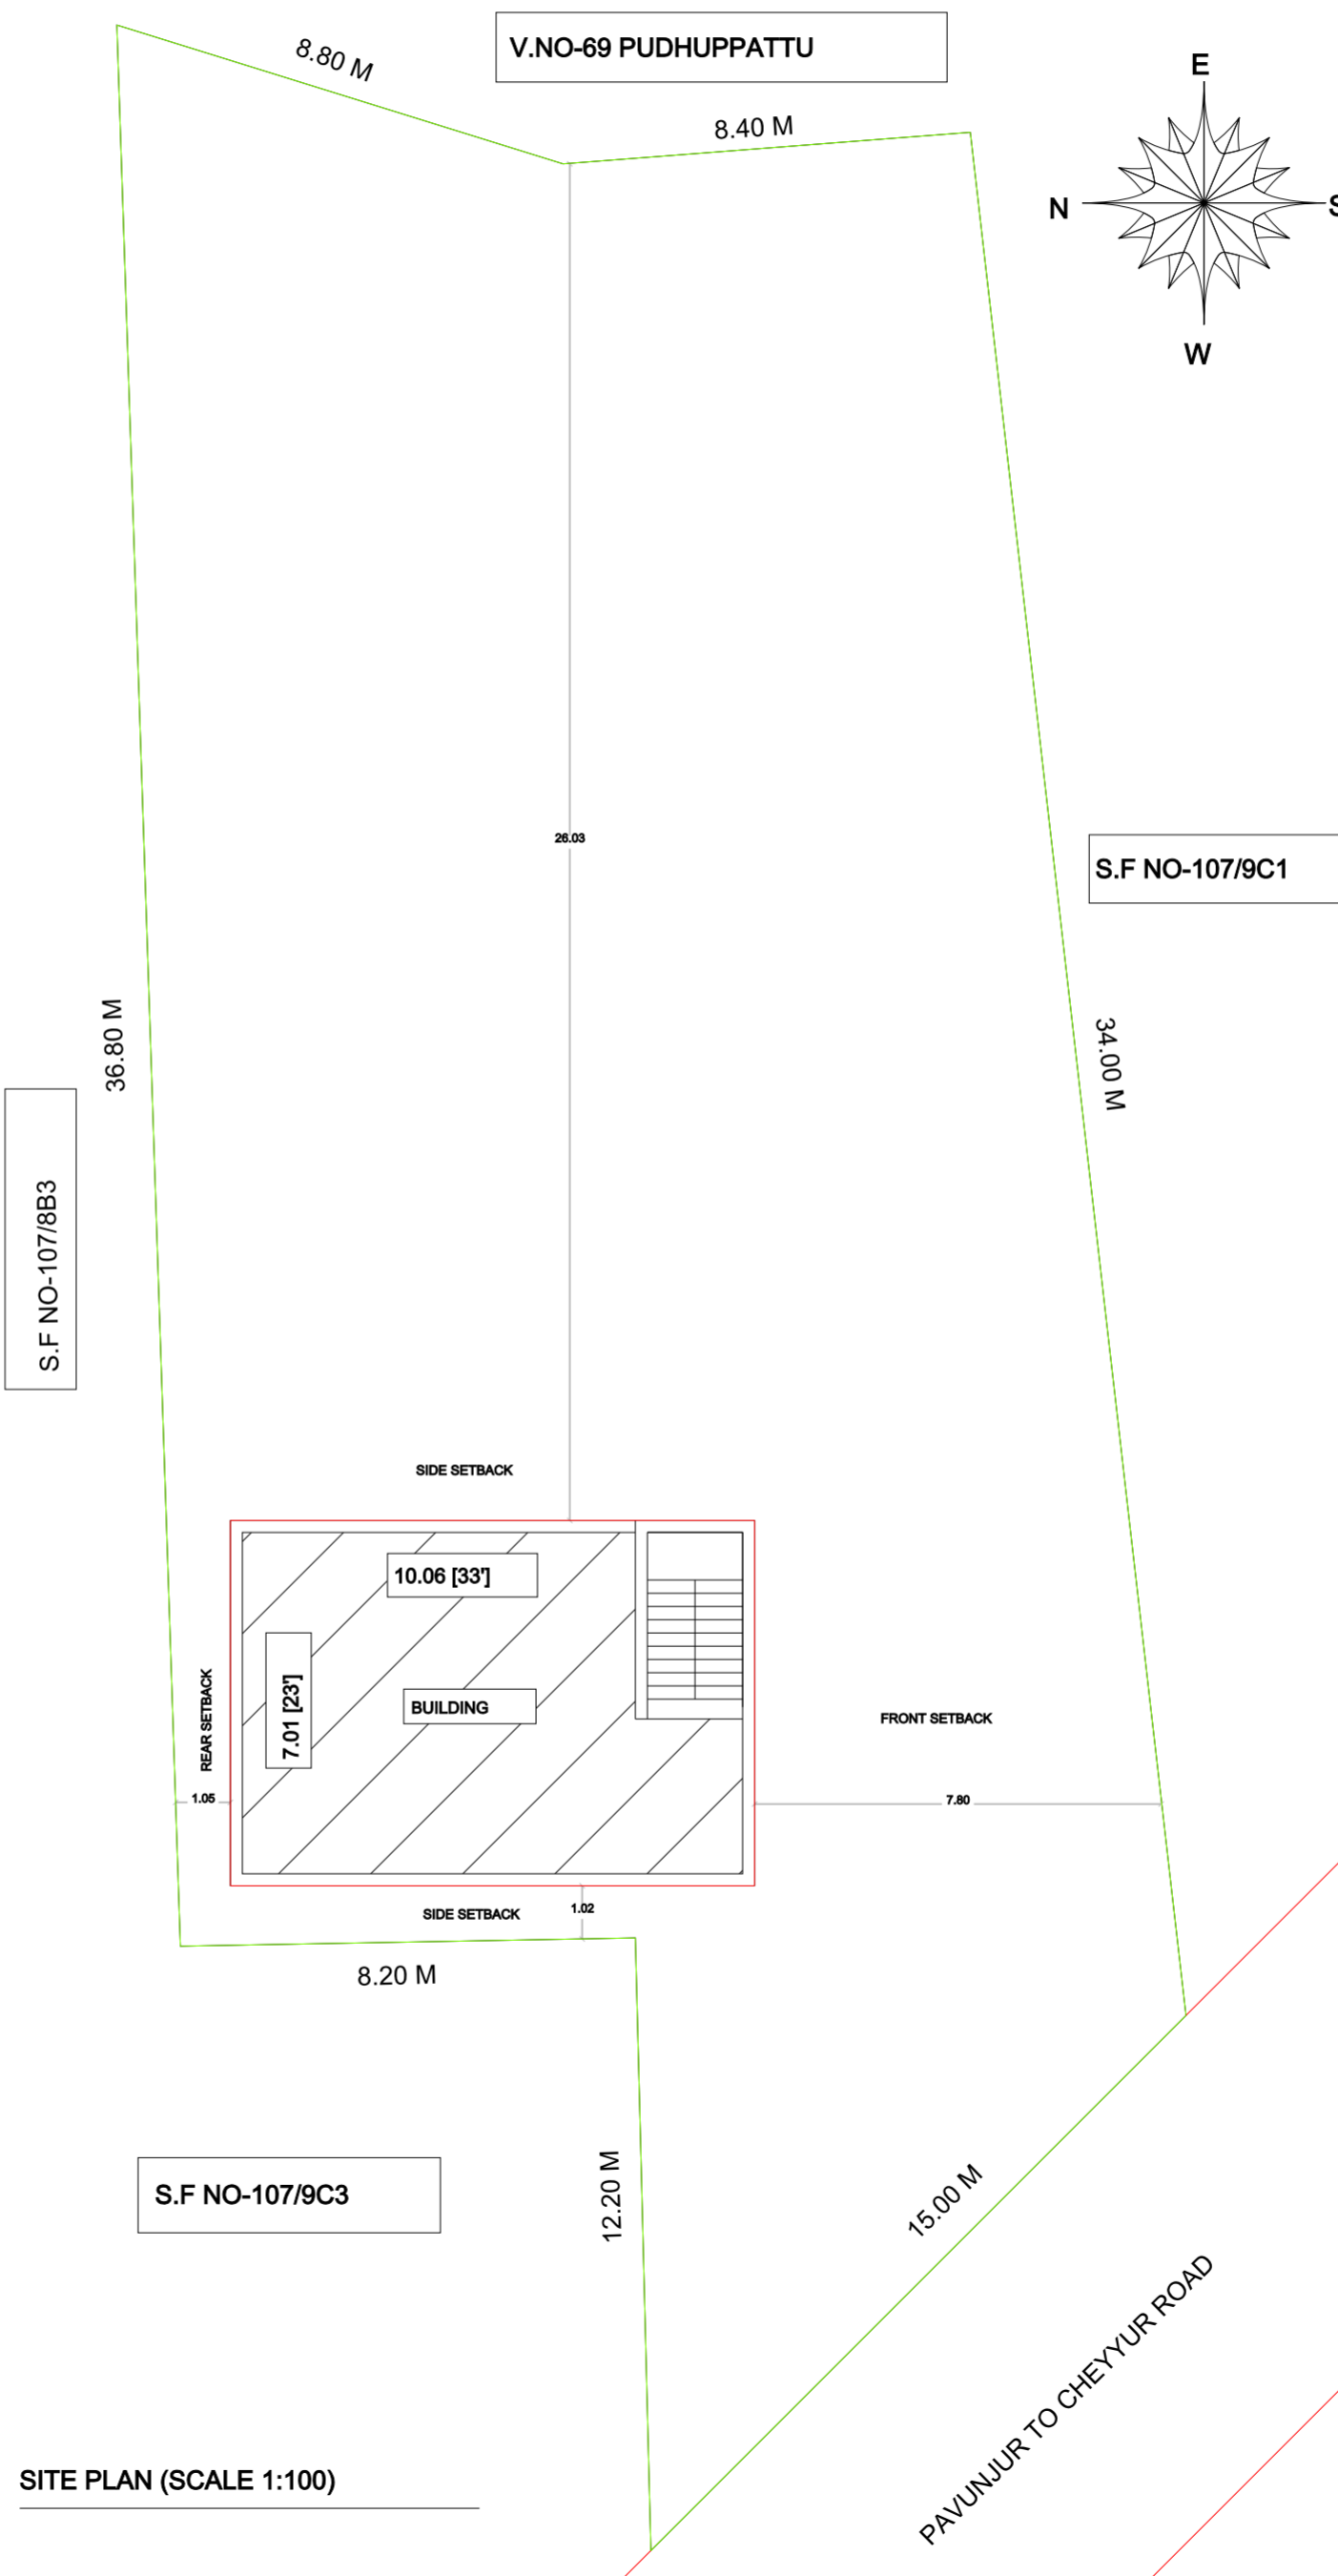 V.NO-69 PUDHUPPATTU
8.80 M
8.40 M
E
N
S
W
26.03
S.F NO-107/9C1
36.80 M
34.00 M
S.F NO-107/8B3
SIDE SETBACK
10.06 [33']
7.01 [23']
BUILDING
REAR SETBACK
FRONT SETBACK
1.05
7.80
SIDE SETBACK
1.02
8.20 M
12.20 M
15.00 M
S.F NO-107/9C3
PAVUNJUR TO CHEYYUR ROAD
SITE PLAN (SCALE 1:100)